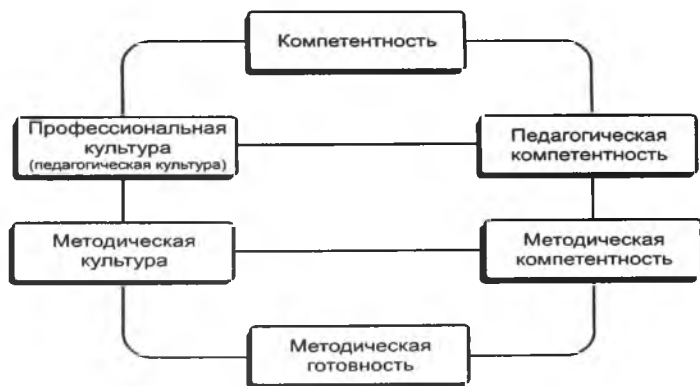 Компетентность
Профессиональная
культура
(педагогическая культура)
Педагогическая
компетентность
Методическая
культура
Методическая
компетентность
Методическая
готовность